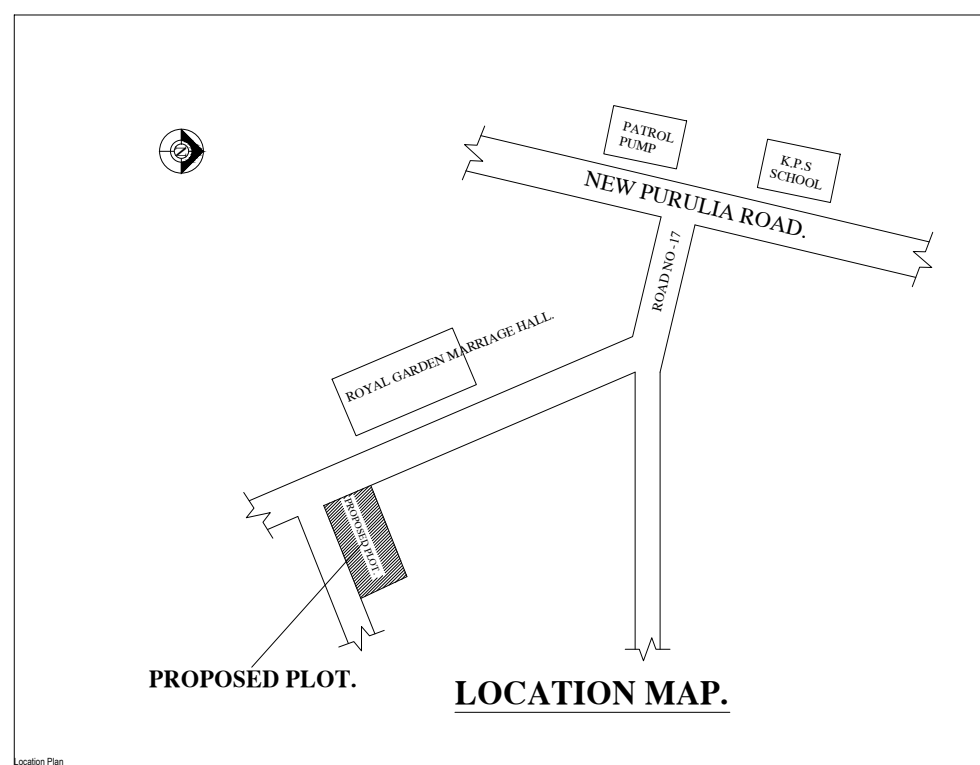 N
PATROL
PUMP
K.P.S
SCHOOL
NEW PURULIA ROAD.
ROAD NO -17
ROYAL GARDEN MARRIAGE HALL.
PROPOSED PLOT.
PROPOSED PLOT.
LOCATION MAP.
Location Plan